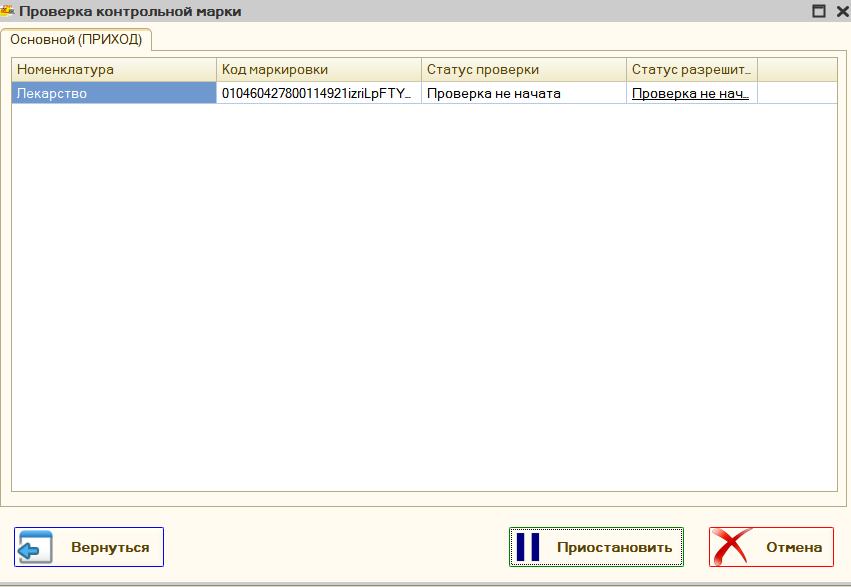 Проверка контрольной марки
Основной (ПРИХОД)
Номенклатура Код маркировки Статус проверки Статус разрешит...
Лекарство 010460427800114921izriLpFTY... Проверка не начата Проверка не нач...
Вернуться Приостановить Отмена